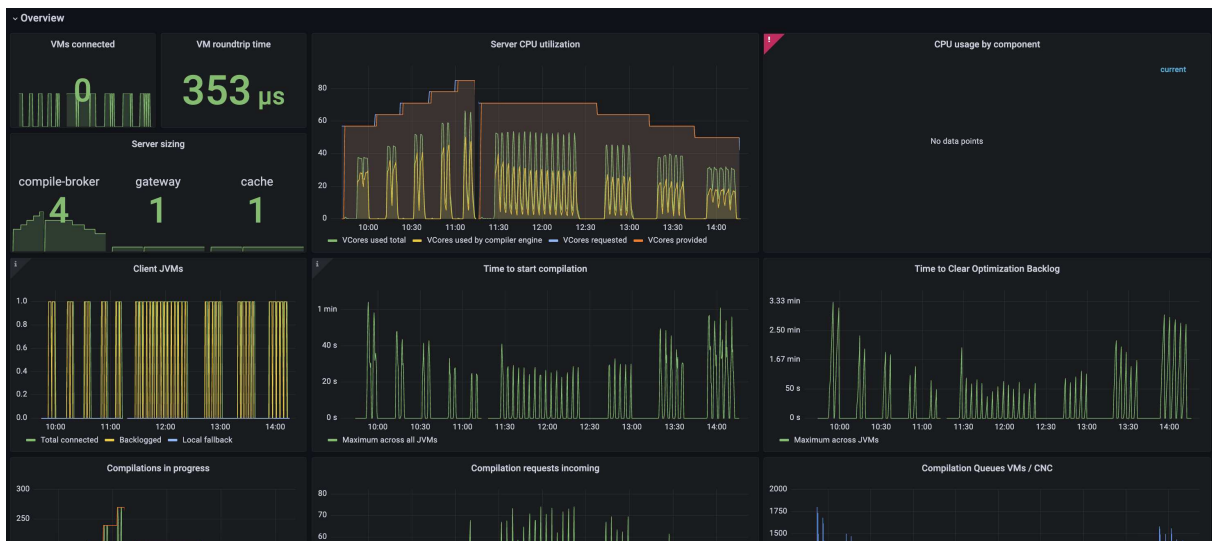 Overview
VMs connected
0
VM roundtrip time
353 µs
Server sizing
compile-broker gateway cache
4 1 1
Server CPU utilization
80
60
40
20
0
10:00 10:30 11:00 11:30 12:00 12:30 13:00 13:30 14:00
VCores used total VCores used by compiler engine VCores requested VCores provided
!
CPU usage by component
current
No data points
i
Client JVMs
1.0
0.8
0.6
0.4
0.2
0.0
10:00 11:00 12:00 13:00 14:00
Total connected Backlogged Local fallback
i
Time to start compilation
1 min
40 s
20 s
0 s
10:00 10:30 11:00 11:30 12:00 12:30 13:00 13:30 14:00
Maximum across all JVMs
Time to Clear Optimization Backlog
3.33 min
2.50 min
1.67 min
50 s
0 s
10:00 10:30 11:00 11:30 12:00 12:30 13:00 13:30 14:00
Maximum across JVMs
Compilations in progress
300
250
Compilation requests incoming
80
70
60
Compilation Queues VMs / CNC
2000
1750
1500